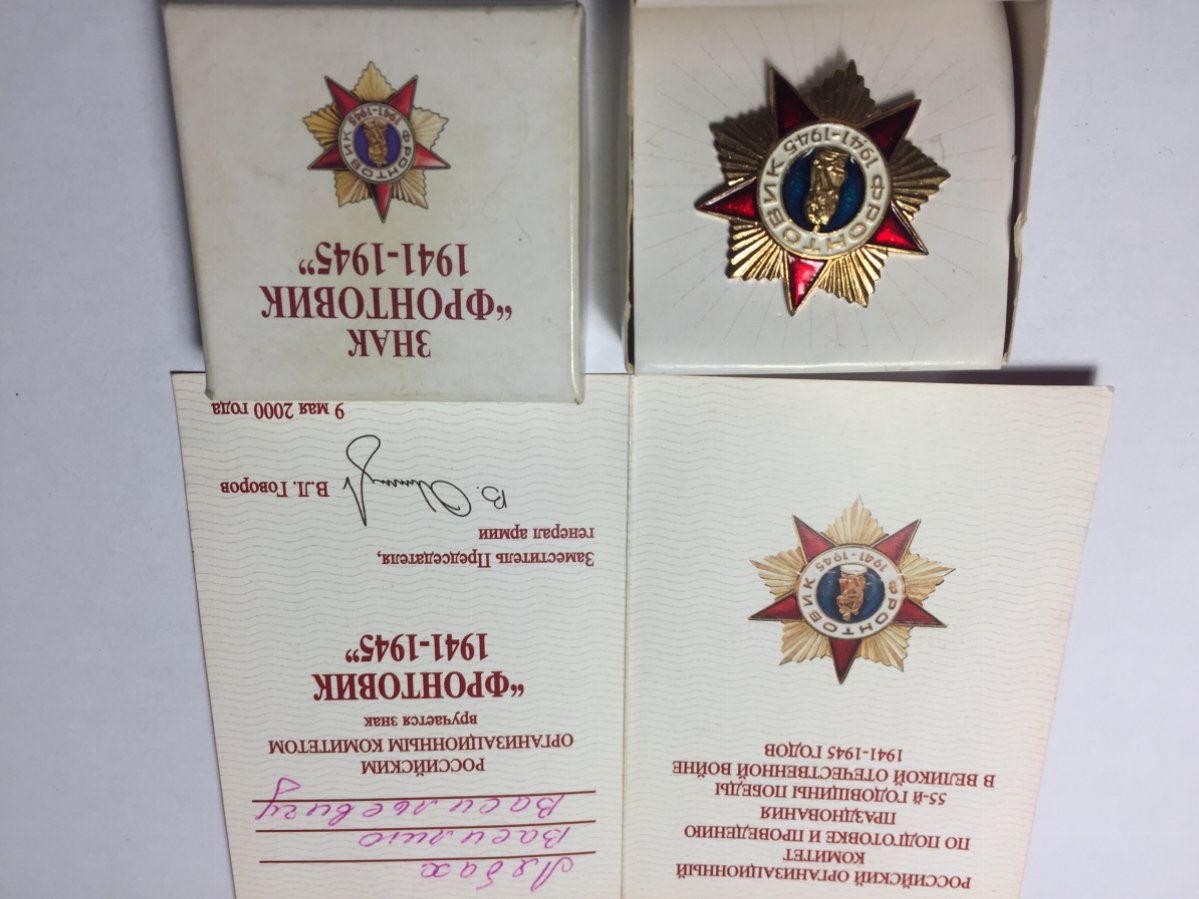 РОССИЙСКИЙ ОРГАНИЗАЦИОННЫЙ
КОМИТЕТ
ПО ПОДГОТОВКЕ И ПРОВЕДЕНИЮ
ПРАЗДНОВАНИЯ
55-Й ГОДОВЩИНЫ ПОБЕДЫ
В ВЕЛИКОЙ ОТЕЧЕСТВЕННОЙ ВОЙНЕ
1941-1945 ГОДОВ
ФРОНТОВИК
1941-1945
Лябах
Василию
Васильевичу
РОССИЙСКИМ
ОРГАНИЗАЦИОННЫМ КОМИТЕТОМ
вручается знак
“ФРОНТОВИК
1941-1945”
Заместитель Председателя,
генерал армии
В.Л. Говоров
9 мая 2000 года
ФРОНТОВИК
1941-1945
ЗНАК
“ФРОНТОВИК
1941-1945”
ФРОНТОВИК
1941-1945